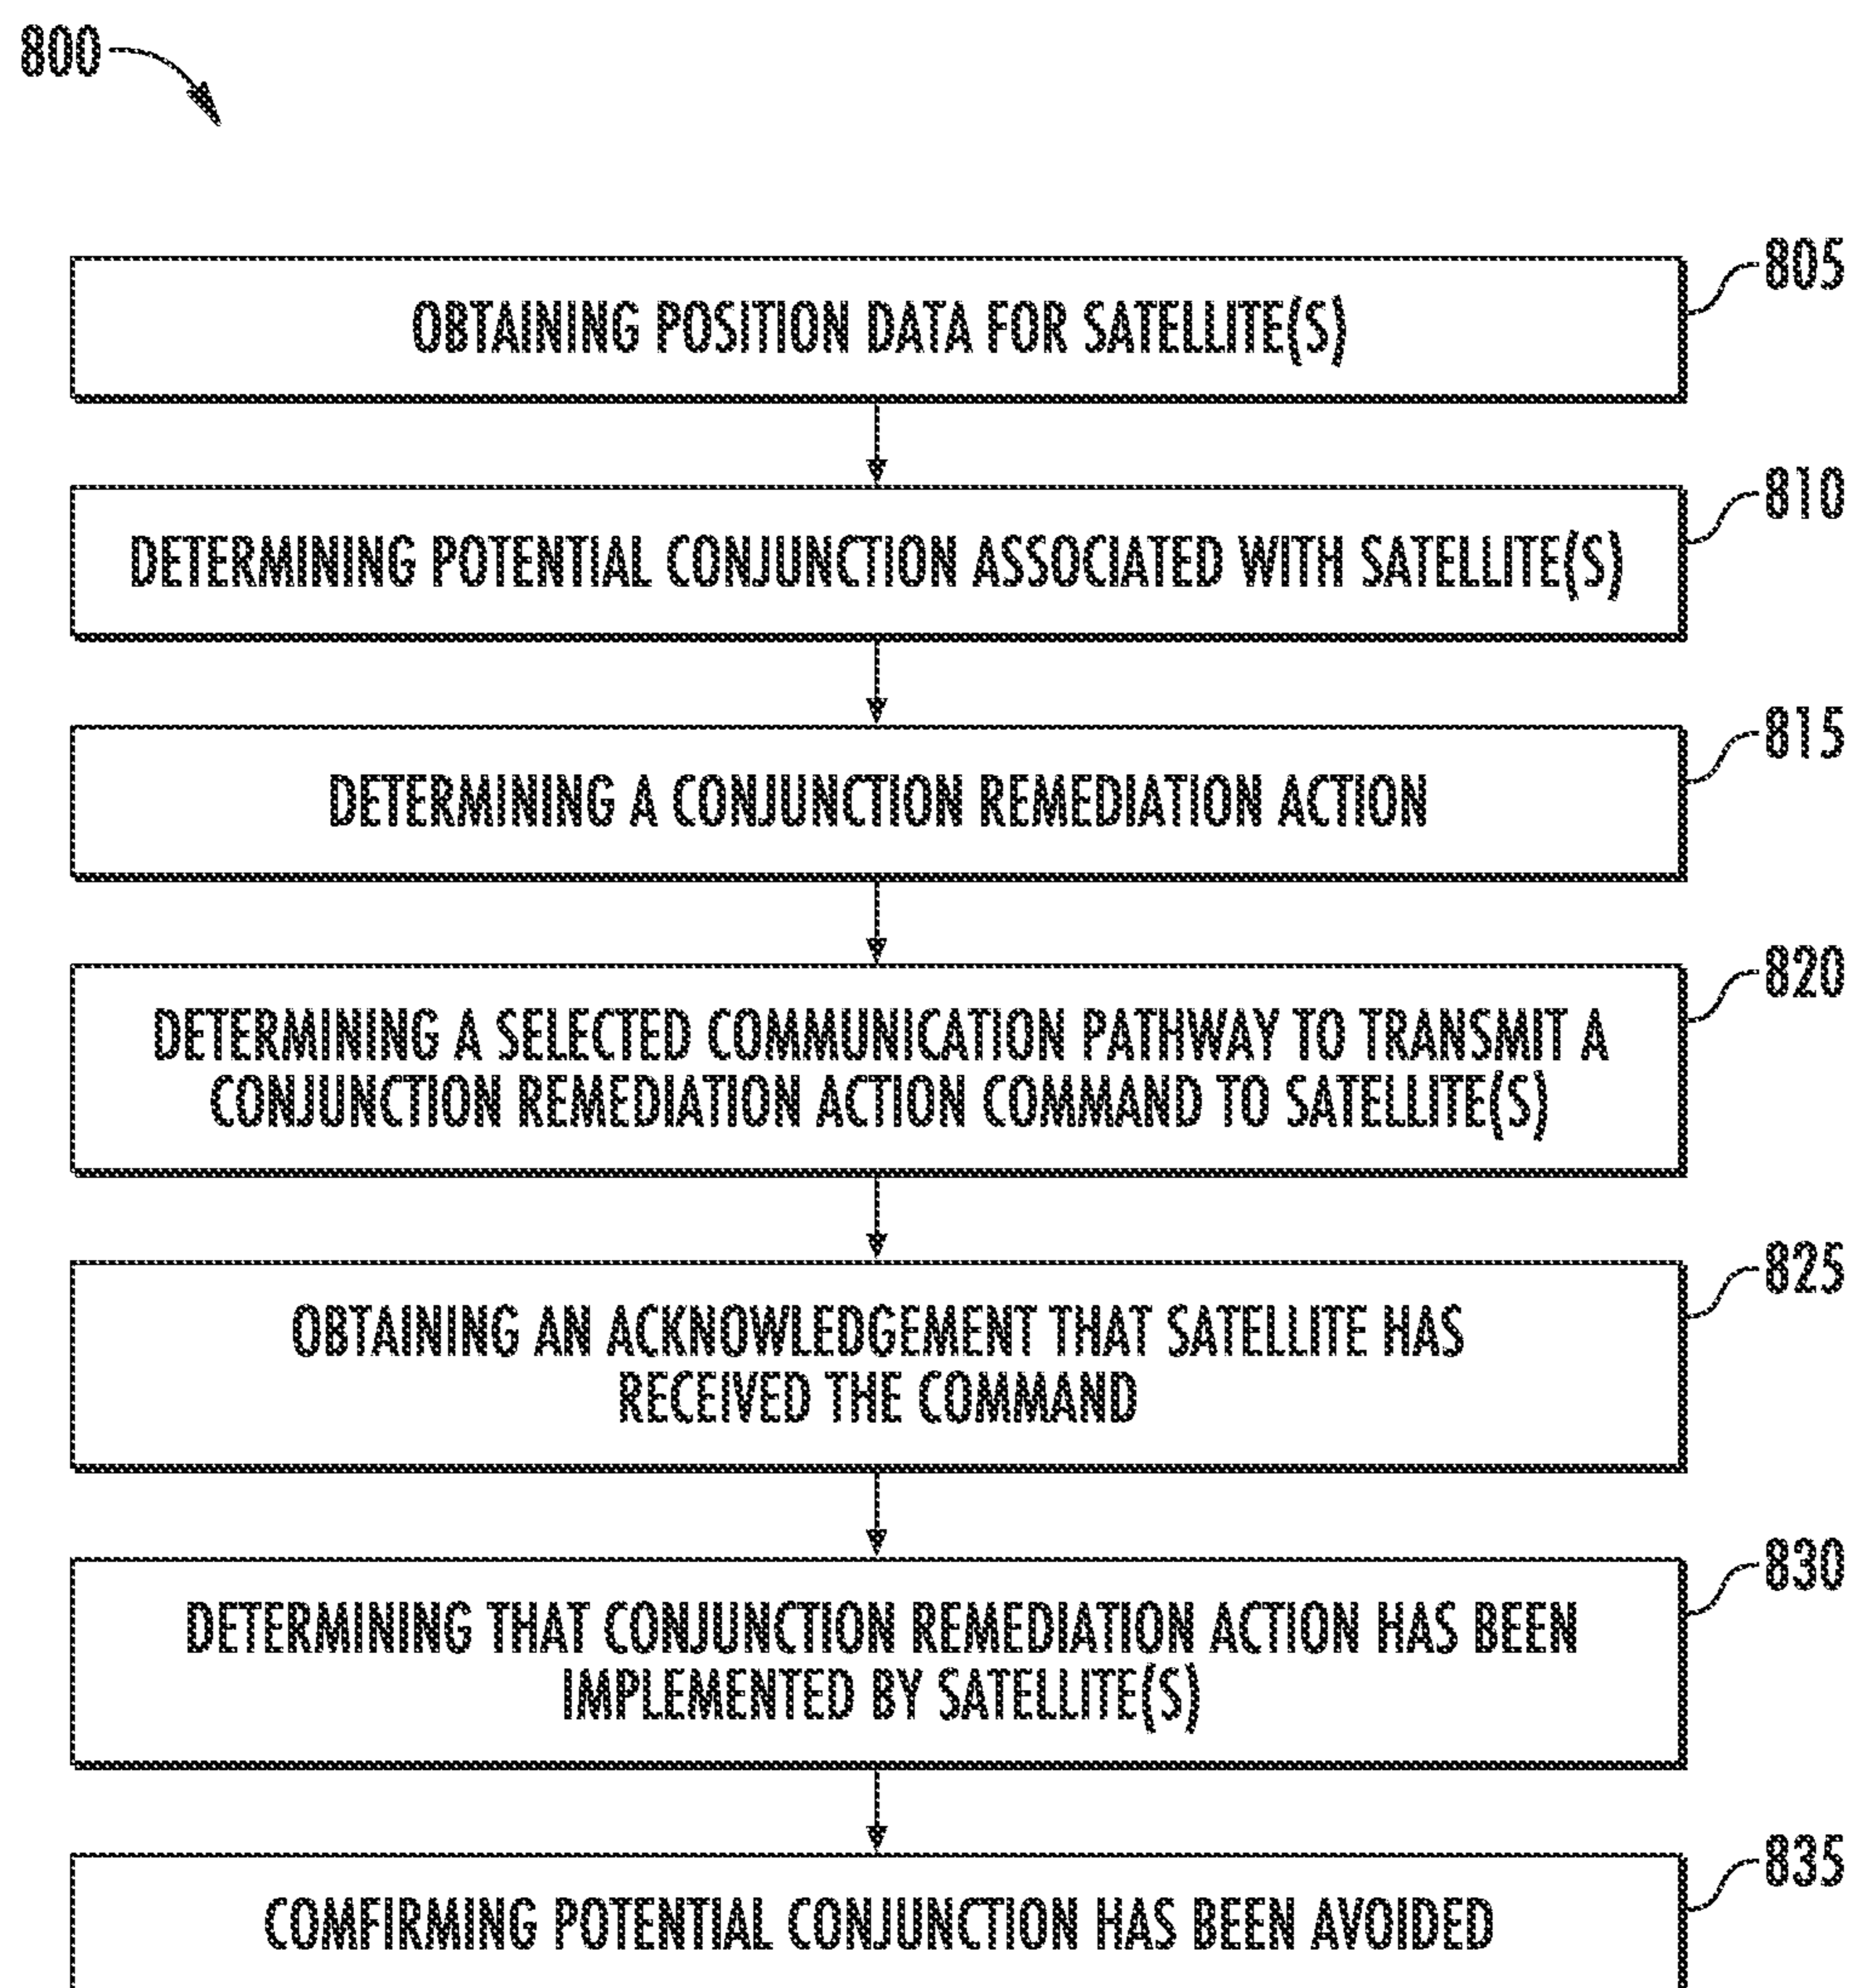 800
805
OBTAINING POSITION DATA FOR SATELLITE(S)
810
DETERMINING POTENTIAL CONJUNCTION ASSOCIATED WITH SATELLITE(S)
815
DETERMINING A CONJUNCTION REMEDIATION ACTION
820
DETERMINING A SELECTED COMMUNICATION PATHWAY TO TRANSMIT A
CONJUNCTION REMEDIATION ACTION COMMAND TO SATELLITE(S)
825
OBTAINING AN ACKNOWLEDGEMENT THAT SATELLITE HAS
RECEIVED THE COMMAND
830
DETERMINING THAT CONJUNCTION REMEDIATION ACTION HAS BEEN
IMPLEMENTED BY SATELLITE(S)
835
COMFIRMING POTENTIAL CONJUNCTION HAS BEEN AVOIDED